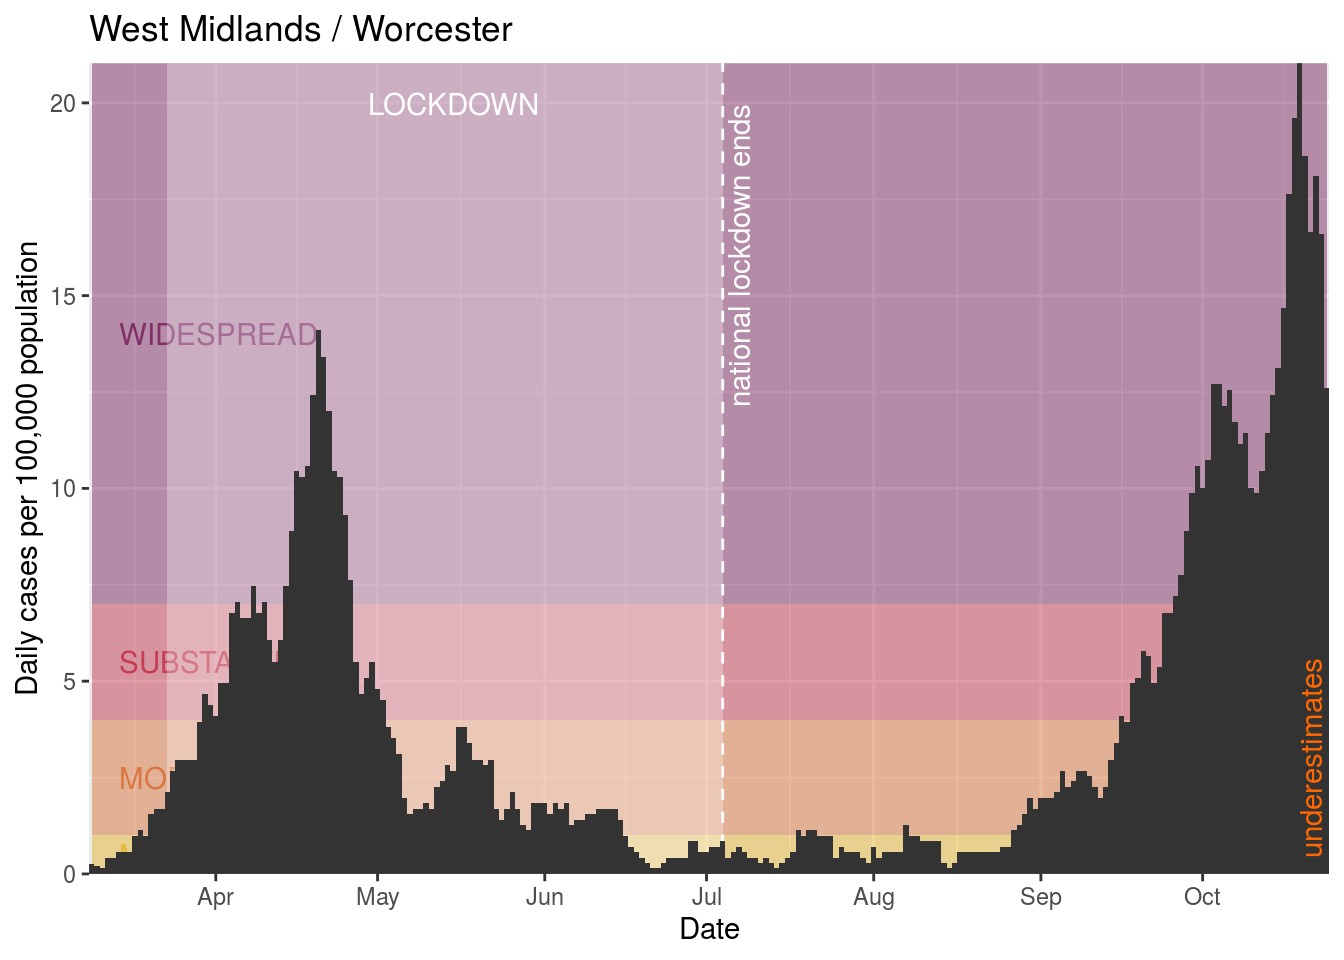 West Midlands / Worcester
Daily cases per 100,000 population
20
15
10
5
0
LOCKDOWN
national lockdown ends
WIDESPREAD
underestimates
Apr
May
Jun
Jul
Aug
Sep
Oct
Date